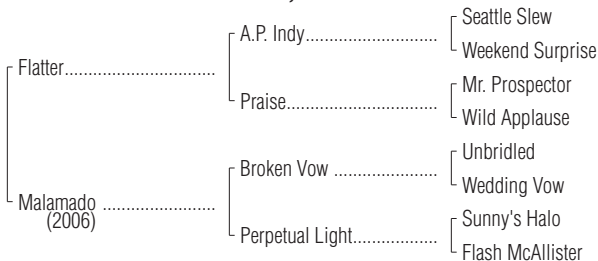 Seattle Slew
A.P. Indy..............................
Weekend Surprise
Flatter..................................
Mr. Prospector
Praise...................................
Wild Applause
Unbridled
Broken Vow .......................
Wedding Vow
Malamado .........................
(2006)
Sunny's Halo
Perpetual Light...................
Flash McAllister